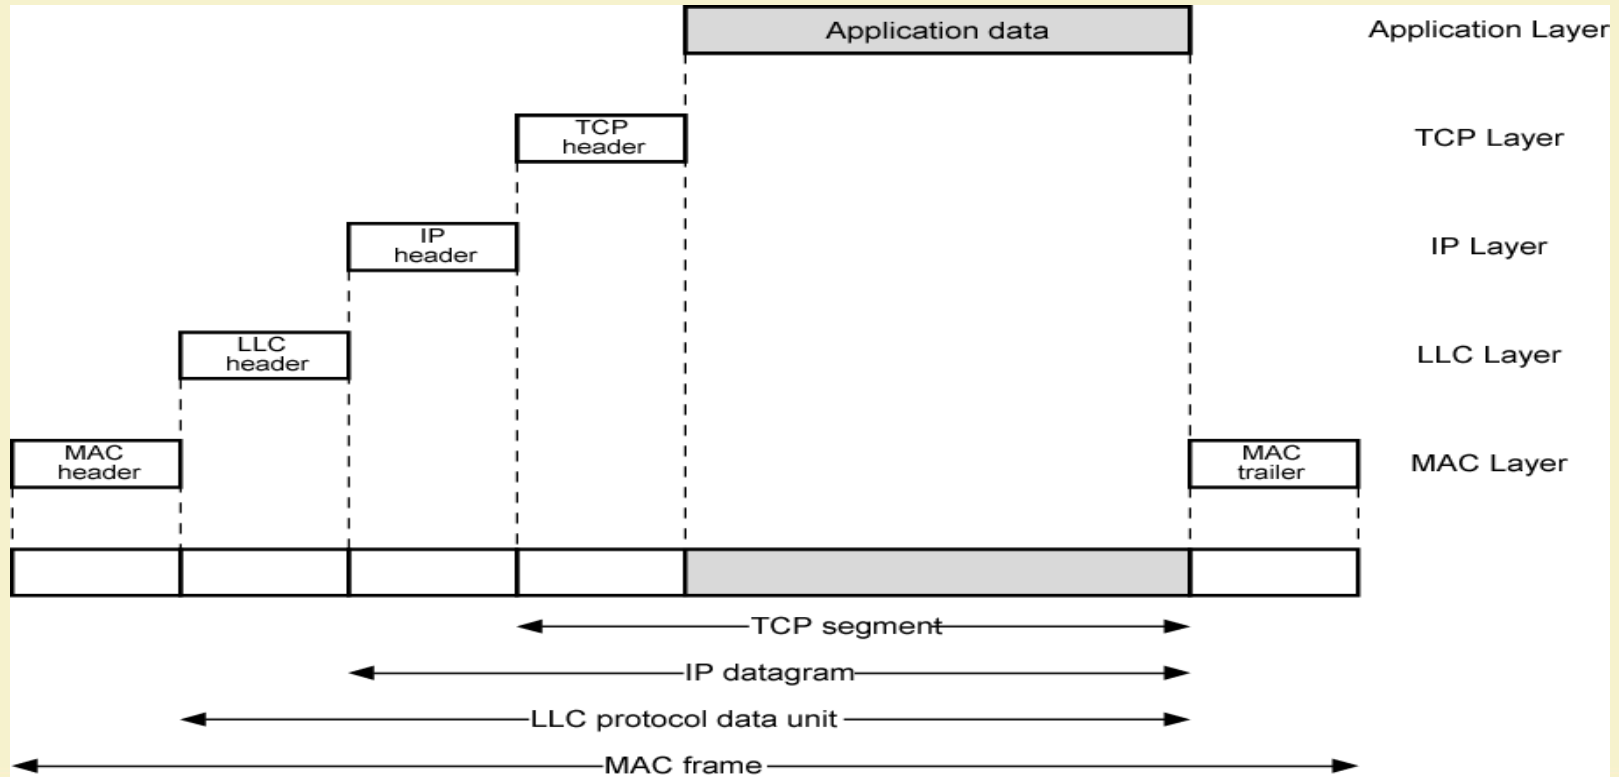 Application data
Application Layer
TCP
header
TCP Layer
IP
header
IP Layer
LLC
header
LLC Layer
MAC
header
MAC
trailer
MAC Layer
TCP segment
IP datagram
LLC protocol data unit
MAC frame